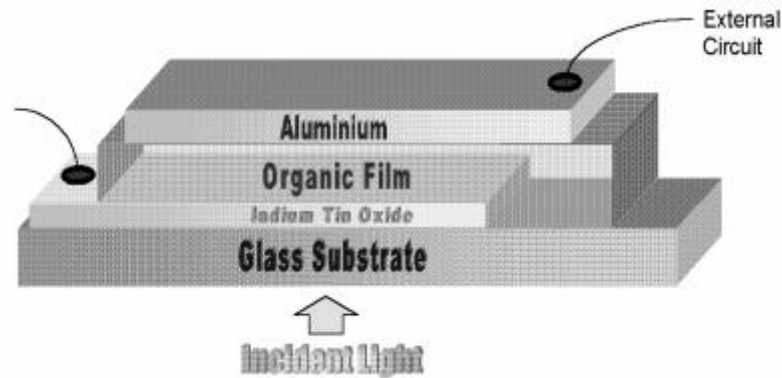 External
Circuit
Aluminium
Organic Film
Indium Tin Oxide
Glass Substrate
Incident Light